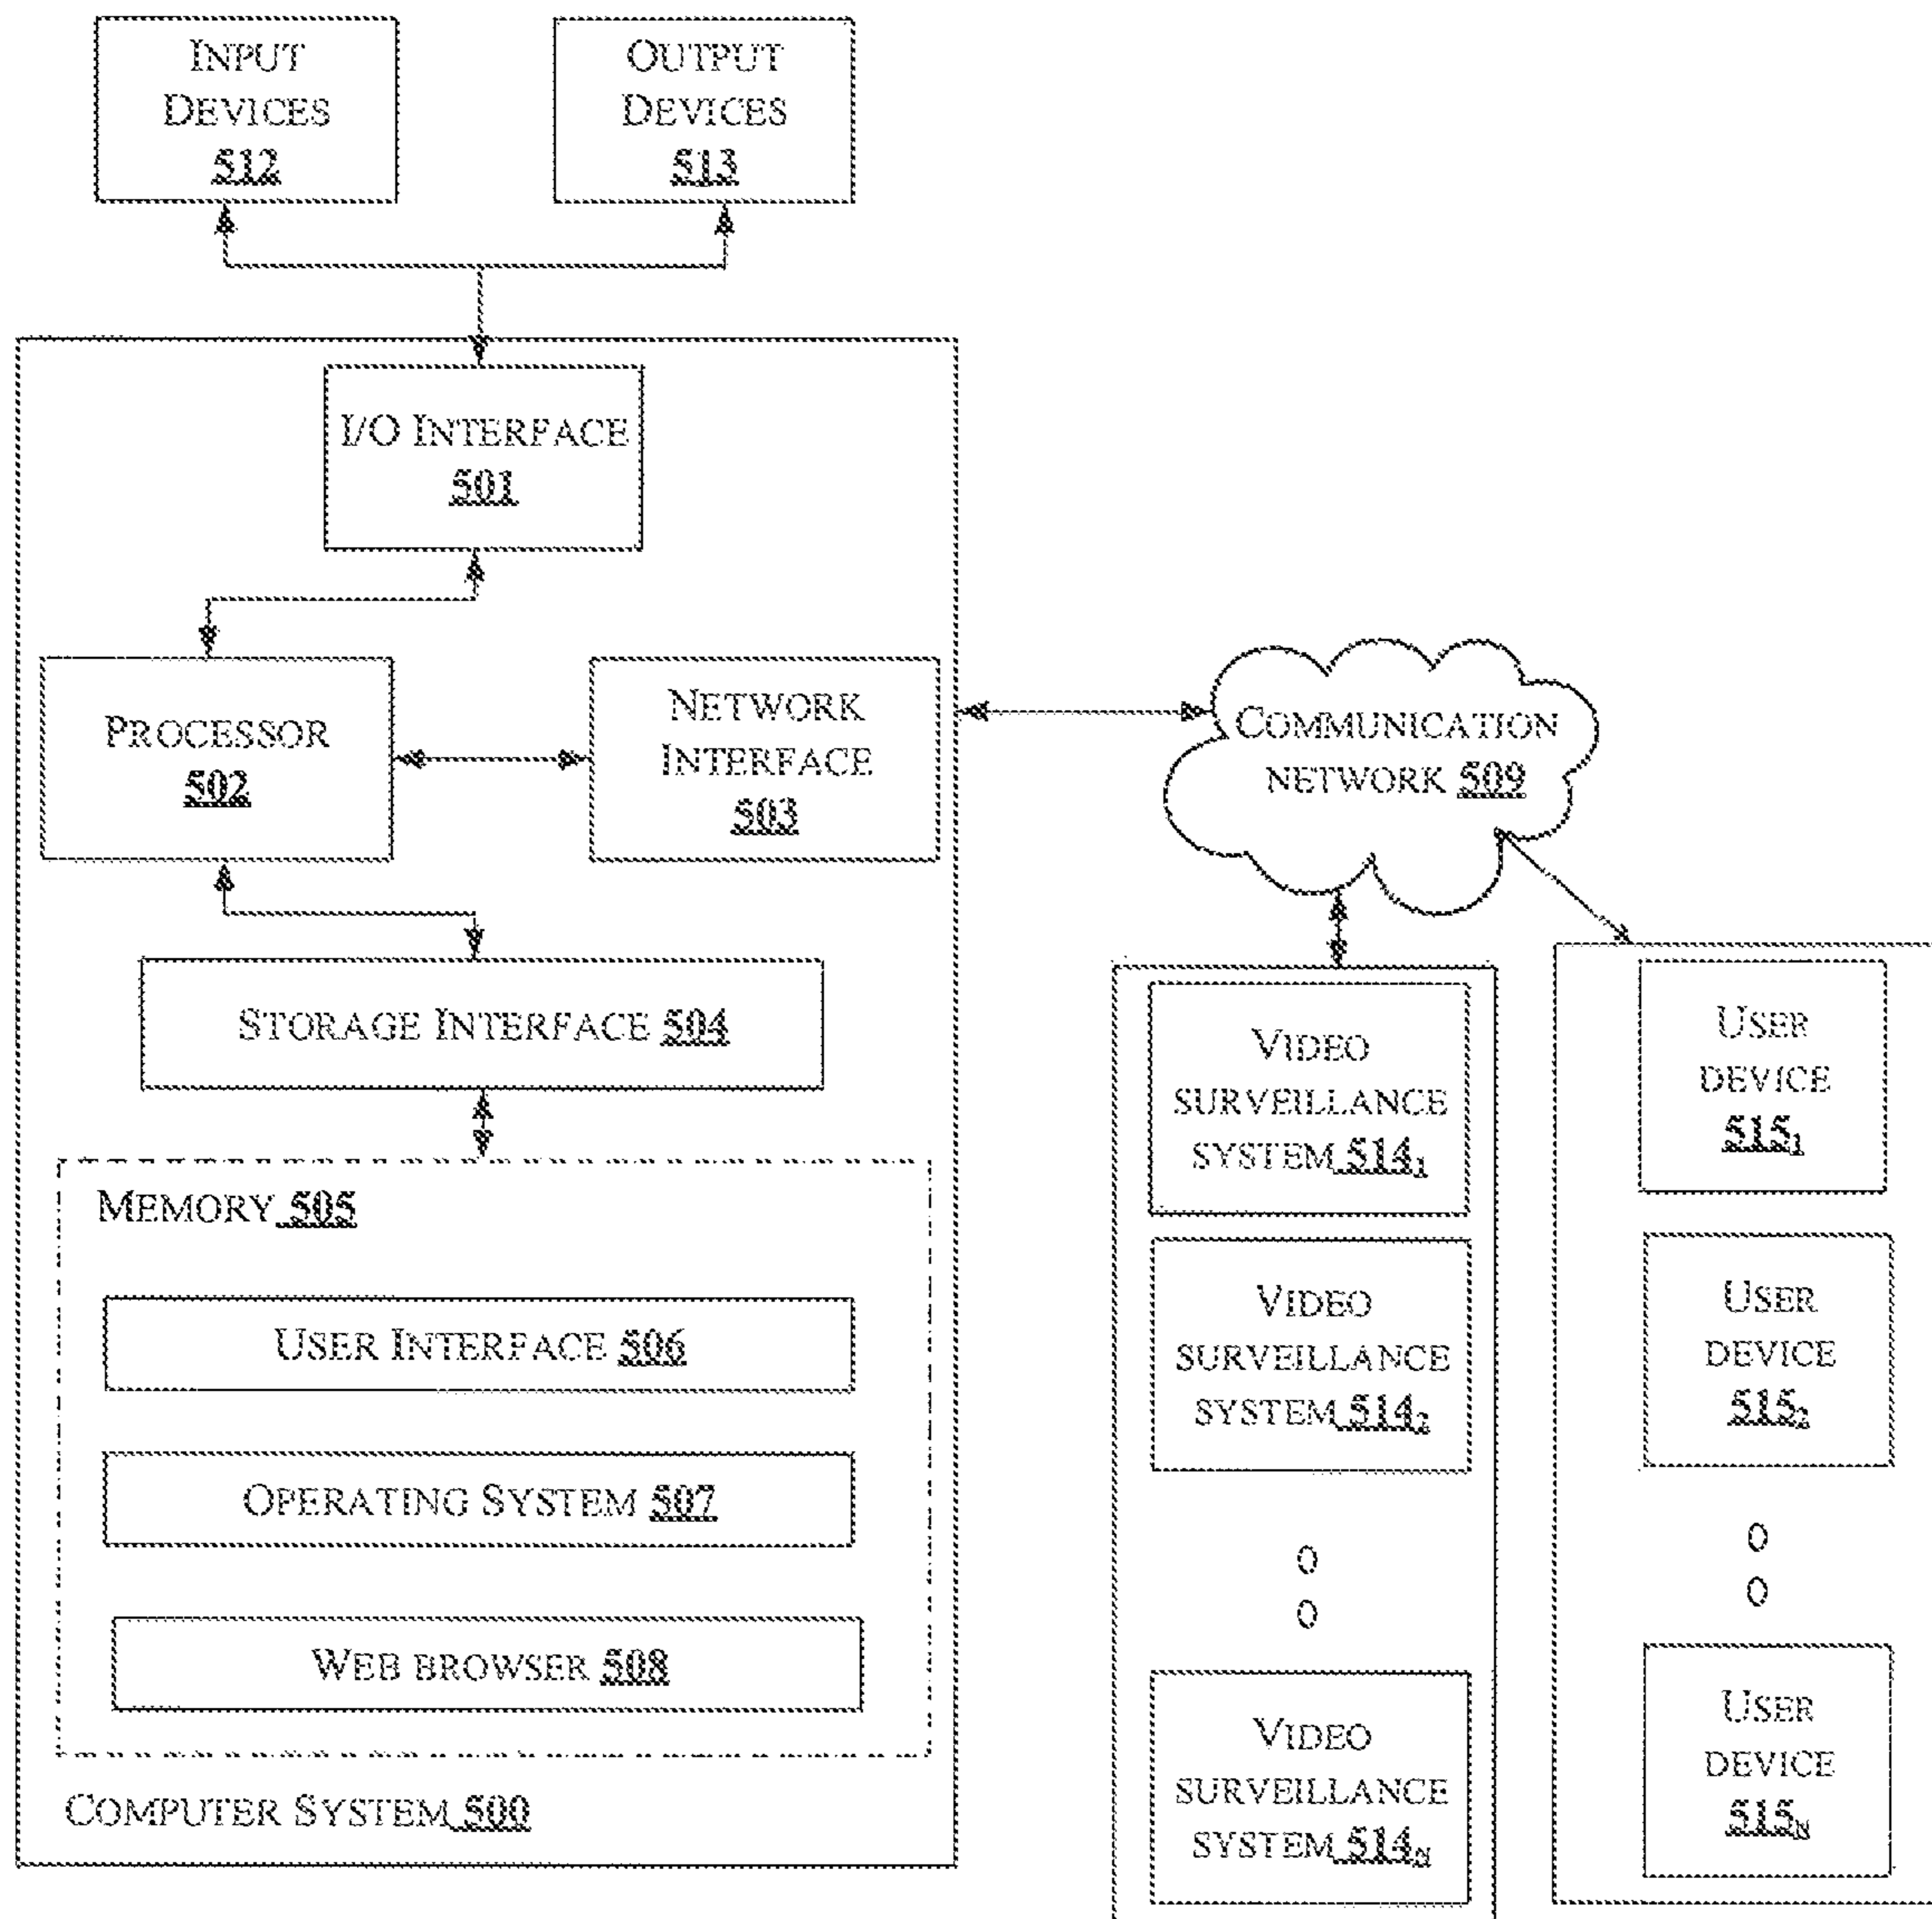 INPUT
DEVICES
512
OUTPUT
DEVICES
513
I/O INTERFACE
501
PROCESSOR
502
NETWORK
INTERFACE
503
COMMUNICATION
NETWORK 509
STORAGE INTERFACE 504
MEMORY 505
USER INTERFACE 506
OPERATING SYSTEM 507
WEB BROWSER 508
COMPUTER SYSTEM 500
VIDEO
SURVEILLANCE
SYSTEM 514₁
VIDEO
SURVEILLANCE
SYSTEM 514₂
O
O
VIDEO
SURVEILLANCE
SYSTEM 514N
USER
DEVICE
515₁
USER
DEVICE
515₂
O
O
USER
DEVICE
515N